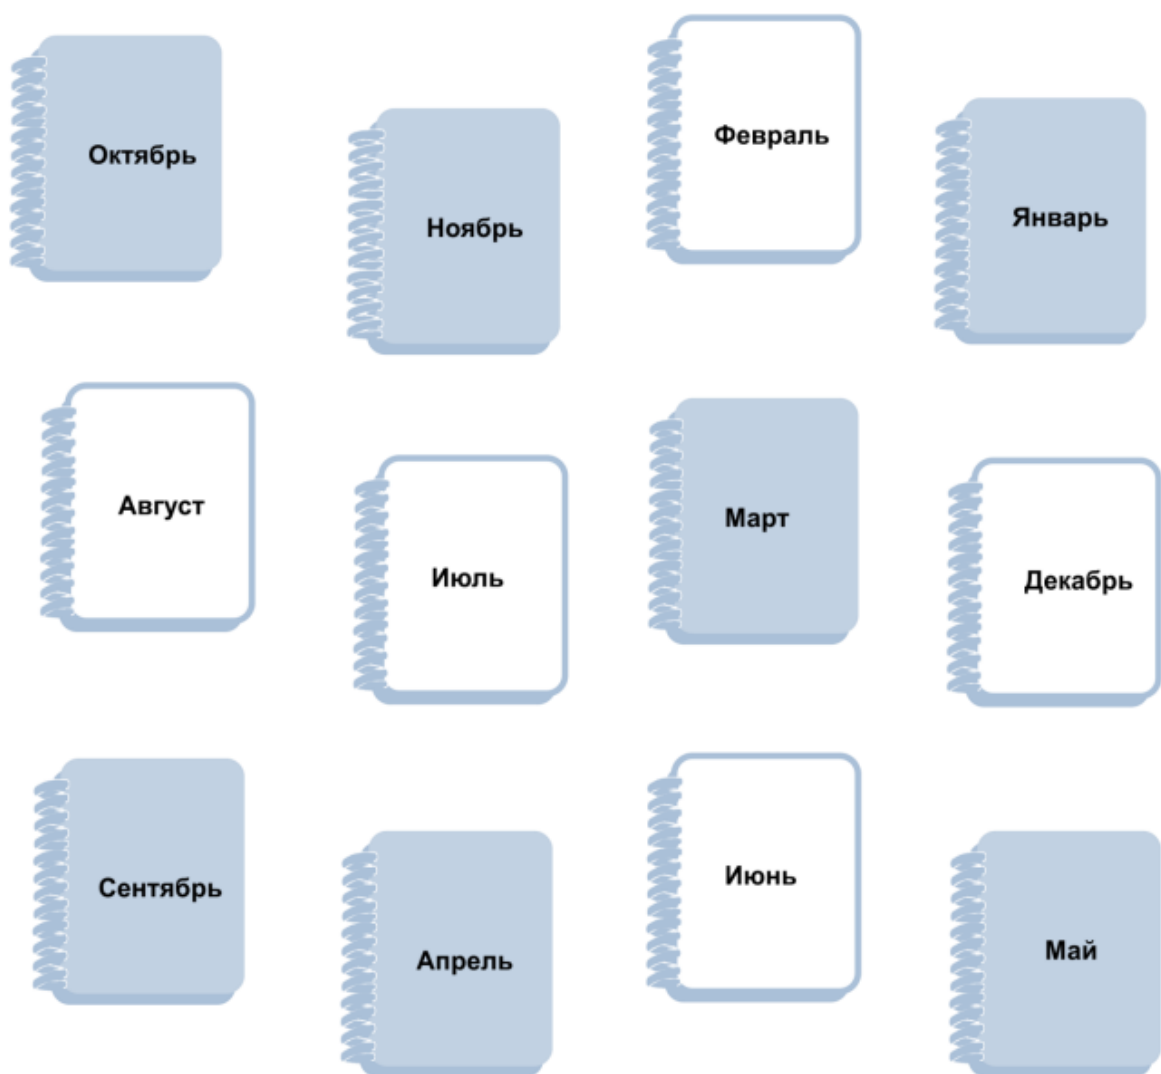 Октябрь
Ноябрь
Февраль
Январь
Август
Июль
Март
Декабрь
Сентябрь
Апрель
Июнь
Май